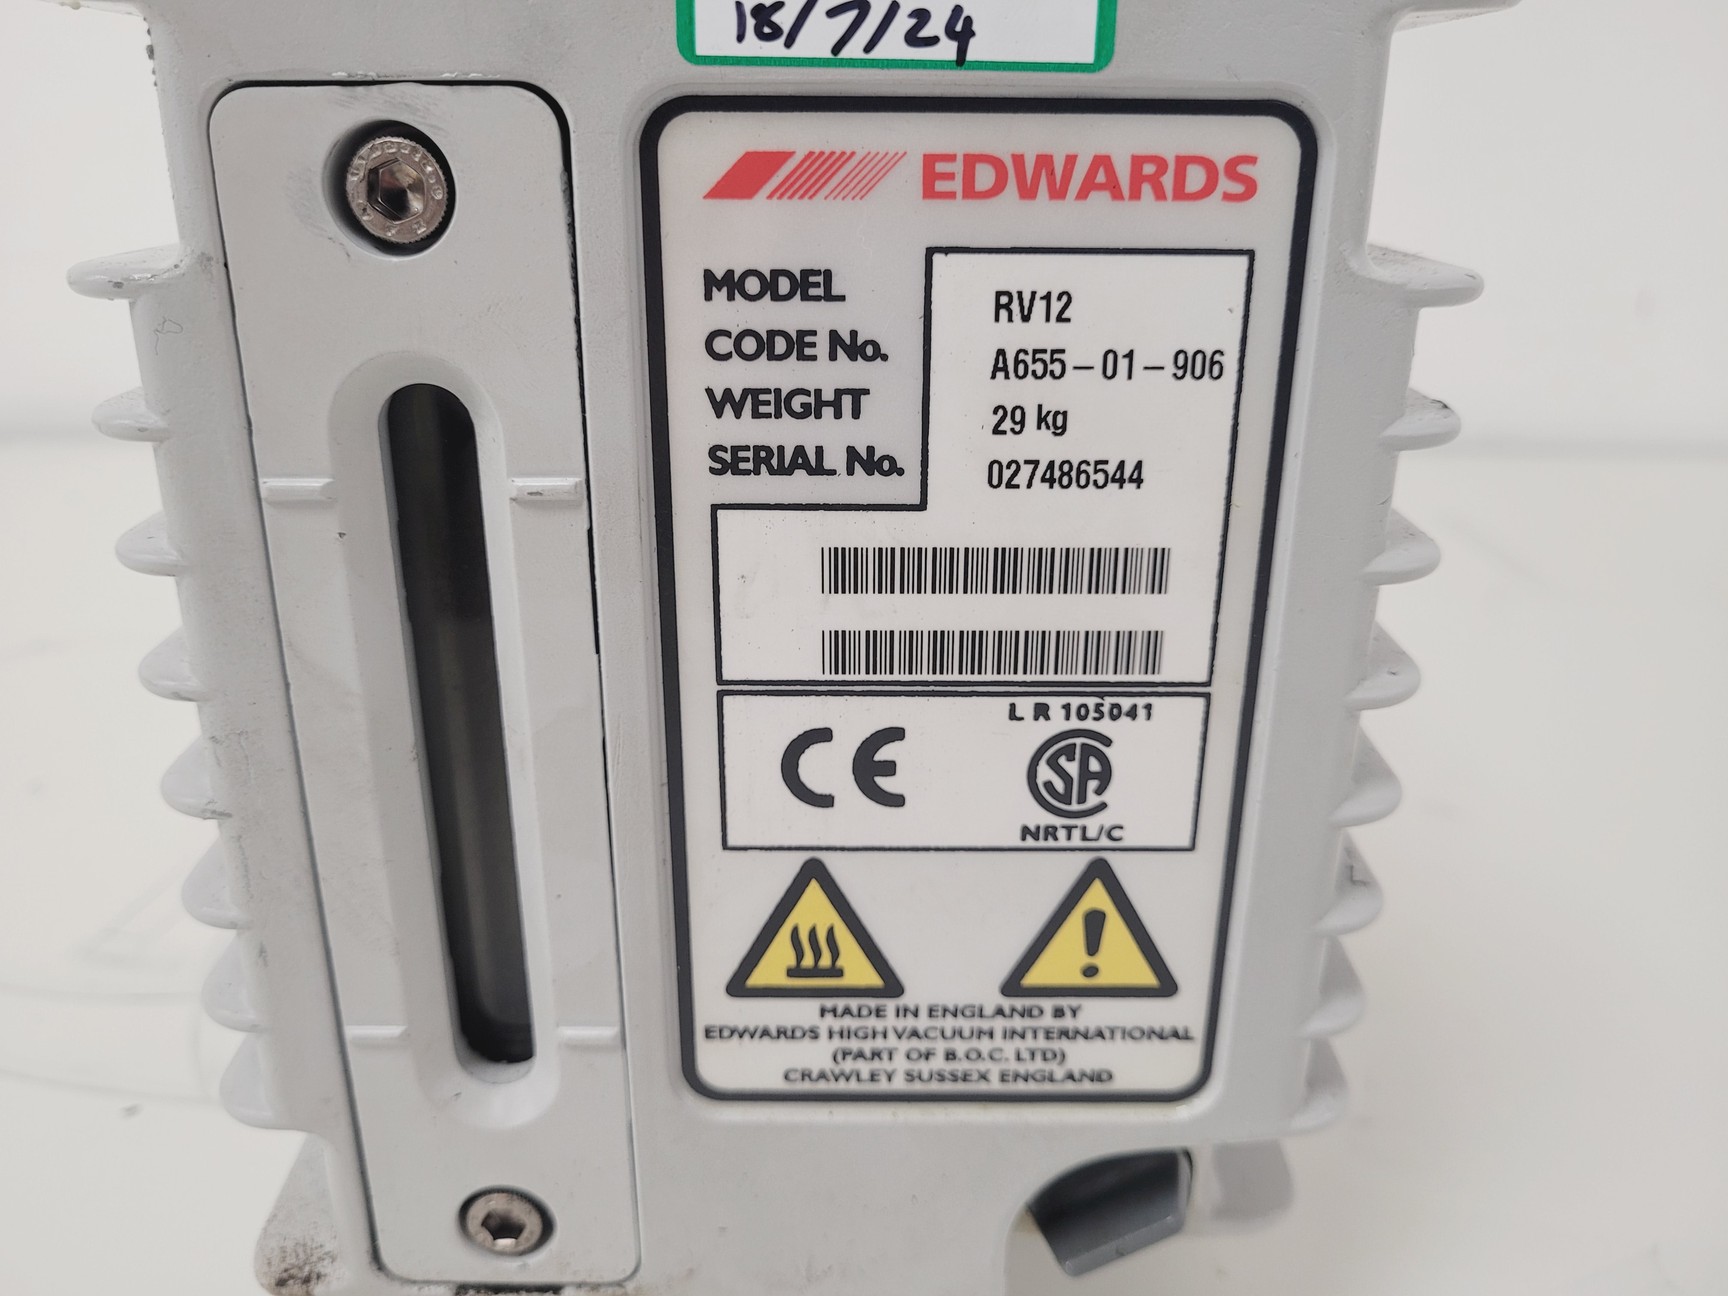 18/7/24
EDWARDS
MODEL RV12
CODE No. A655-01-906
WEIGHT 29 kg
SERIAL No. 027486544
L R 105041
CE
SA
NRTL/C
MADE IN ENGLAND BY
EDWARDS HIGH VACUUM INTERNATIONAL
(PART OF B.O.C. LTD)
CRAWLEY SUSSEX ENGLAND